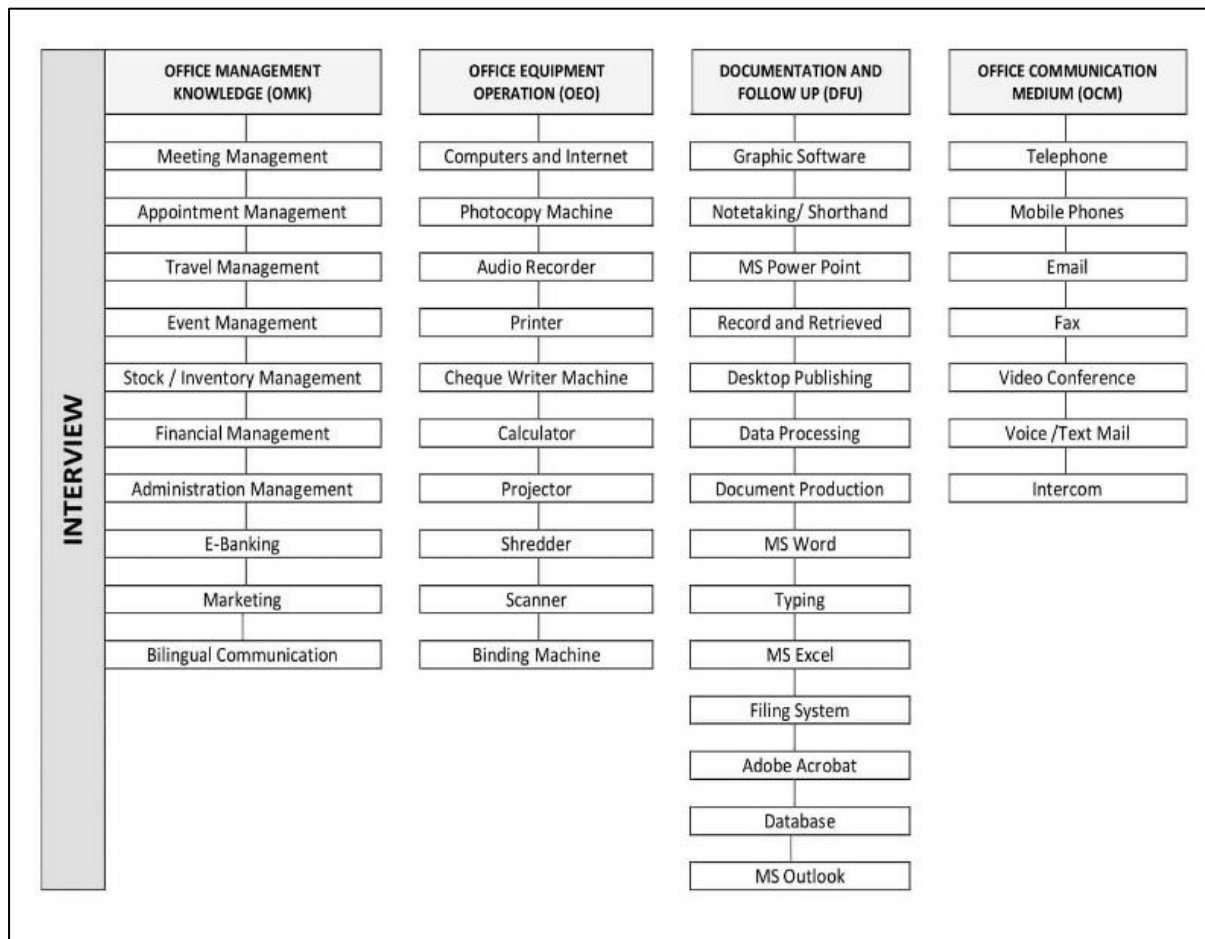 INTERVIEW
OFFICE MANAGEMENT
KNOWLEDGE (OMK)
Meeting Management
Appointment Management
Travel Management
Event Management
Stock / Inventory Management
Financial Management
Administration Management
E-Banking
Marketing
Bilingual Communication
OFFICE EQUIPMENT
OPERATION (OEO)
Computers and Internet
Photocopy Machine
Audio Recorder
Printer
Cheque Writer Machine
Calculator
Projector
Shredder
Scanner
Binding Machine
DOCUMENTATION AND
FOLLOW UP (DFU)
Graphic Software
Notetaking/ Shorthand
MS Power Point
Record and Retrieved
Desktop Publishing
Data Processing
Document Production
MS Word
Typing
MS Excel
Filing System
Adobe Acrobat
Database
MS Outlook
OFFICE COMMUNICATION
MEDIUM (OCM)
Telephone
Mobile Phones
Email
Fax
Video Conference
Voice /Text Mail
Intercom